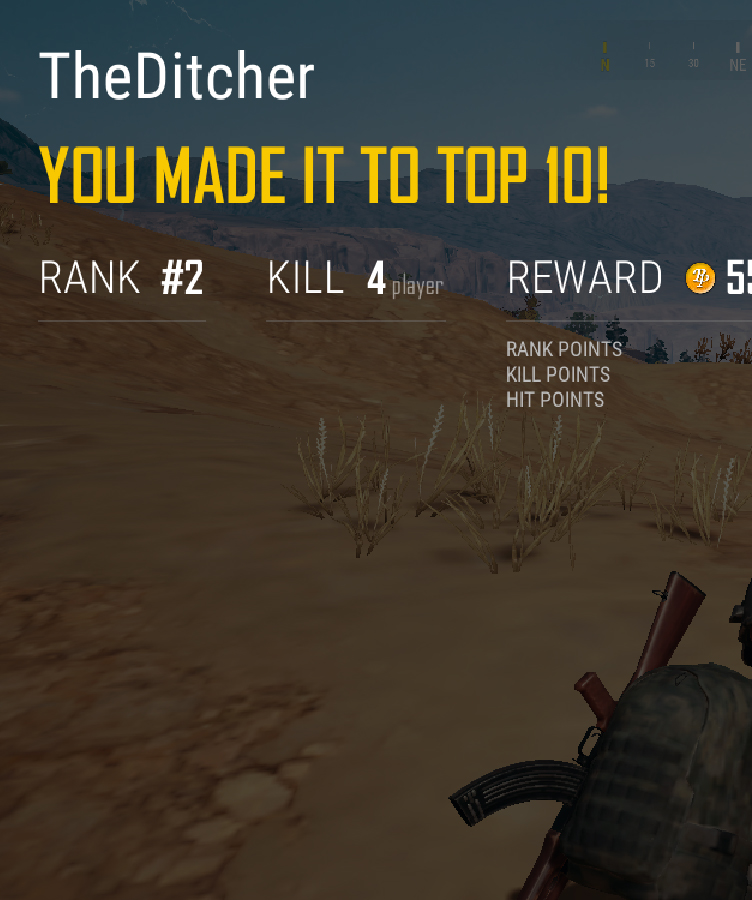 N 15 30 NE
TheDitcher
YOU MADE IT TO TOP 10!
RANK #2 KILL 4 player REWARD 55
RANK POINTS
KILL POINTS
HIT POINTS